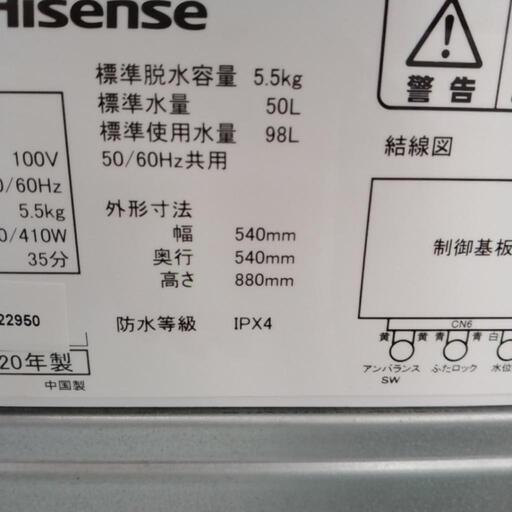 Hisense
標準脱水容量 5.5kg
標準水量 50L
標準使用水量 98L
50/60Hz共用
外形寸法
幅 540mm
奥行 540mm
高さ 880mm
防水等級 IPX4
100V
0/60Hz
5.5kg
0/410W
35分
22950
20年製
中国製
警告
結線図
制御基板
CN6
黄 黄 青 青 白
アンバランス
SW
ふたロック
水位